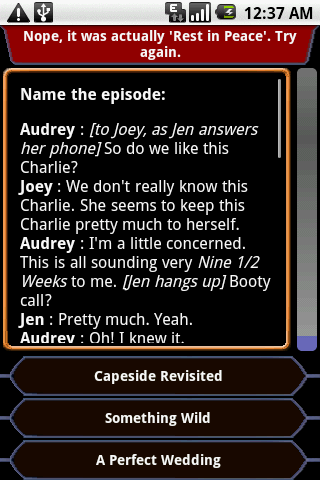 12:37 AM
Nope, it was actually 'Rest in Peace'. Try
again.
Name the episode:
Audrey : [to Joey, as Jen answers
her phone] So do we like this
Charlie?
Joey : We don't really know this
Charlie. She seems to keep this
Charlie pretty much to herself.
Audrey : I'm a little concerned.
This is all sounding very Nine 1/2
Weeks to me. [Jen hangs up] Booty
call?
Jen : Pretty much. Yeah.
Audrey : Oh! I knew it.
Capeside Revisited
Something Wild
A Perfect Wedding